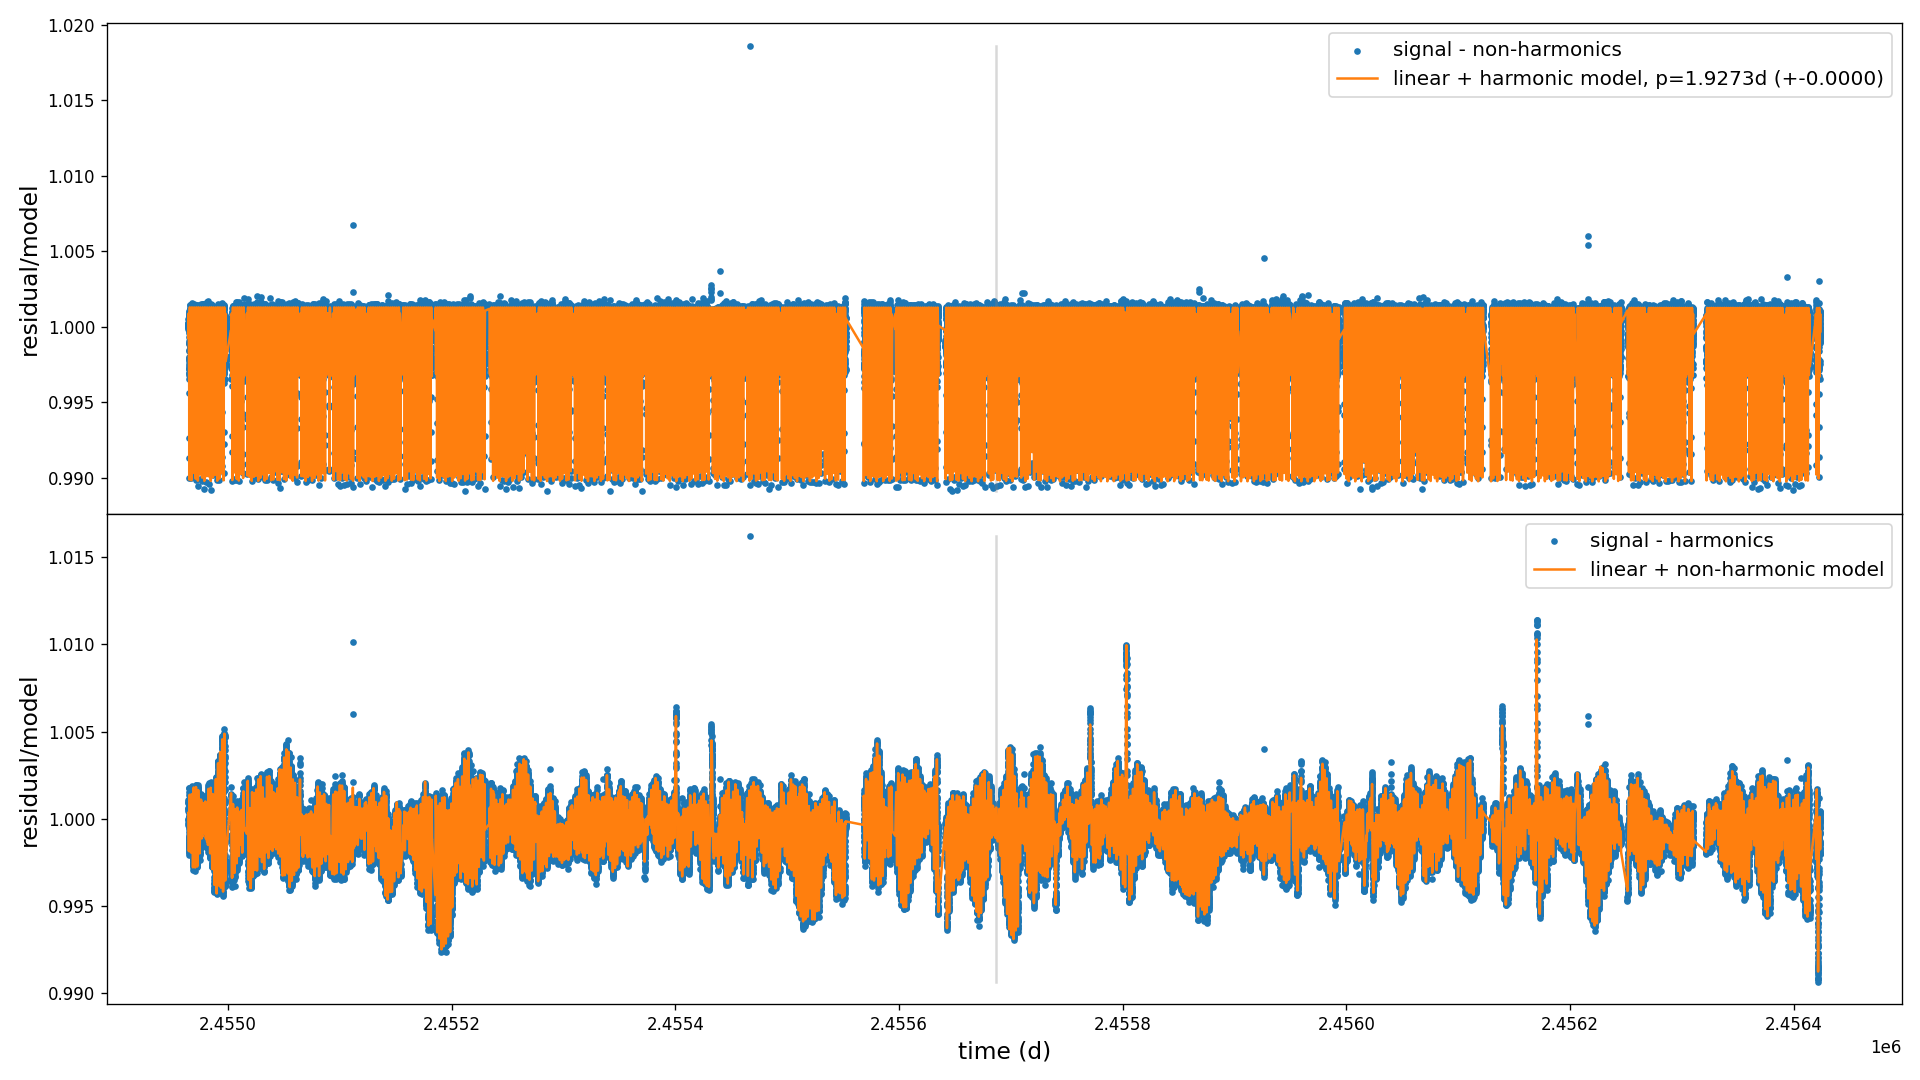 1.020
1.015
1.010
1.005
1.000
0.995
0.990
residual/model
signal - non-harmonics
linear + harmonic model, p=1.9273d (+-0.0000)
1.015
1.010
1.005
1.000
0.995
0.990
residual/model
signal - harmonics
linear + non-harmonic model
2.4550 2.4552 2.4554 2.4556 2.4558 2.4560 2.4562 2.4564
time (d)
1e6